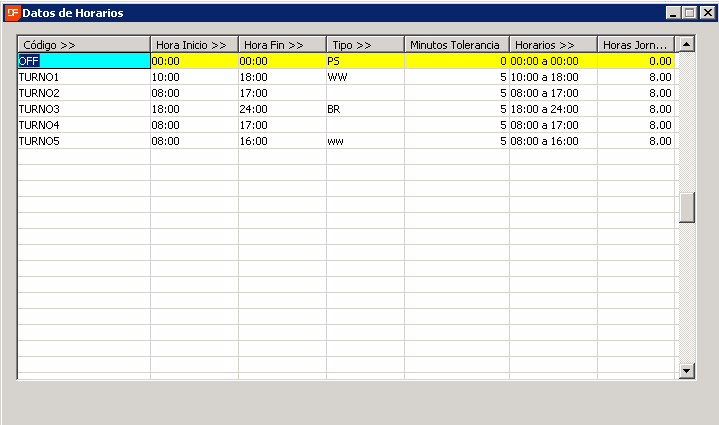 DF Datos de Horarios
Código >> Hora Inicio >> Hora Fin >> Tipo >> Minutos Tolerancia Horarios >> Horas Jorn...
OFF 00:00 00:00 PS 0 00:00 a 00:00 0.00
TURNO1 10:00 18:00 WW 5 10:00 a 18:00 8.00
TURNO2 08:00 17:00 5 08:00 a 17:00 8.00
TURNO3 18:00 24:00 BR 5 18:00 a 24:00 8.00
TURNO4 08:00 17:00 5 08:00 a 17:00 8.00
TURNO5 08:00 16:00 ww 5 08:00 a 16:00 8.00